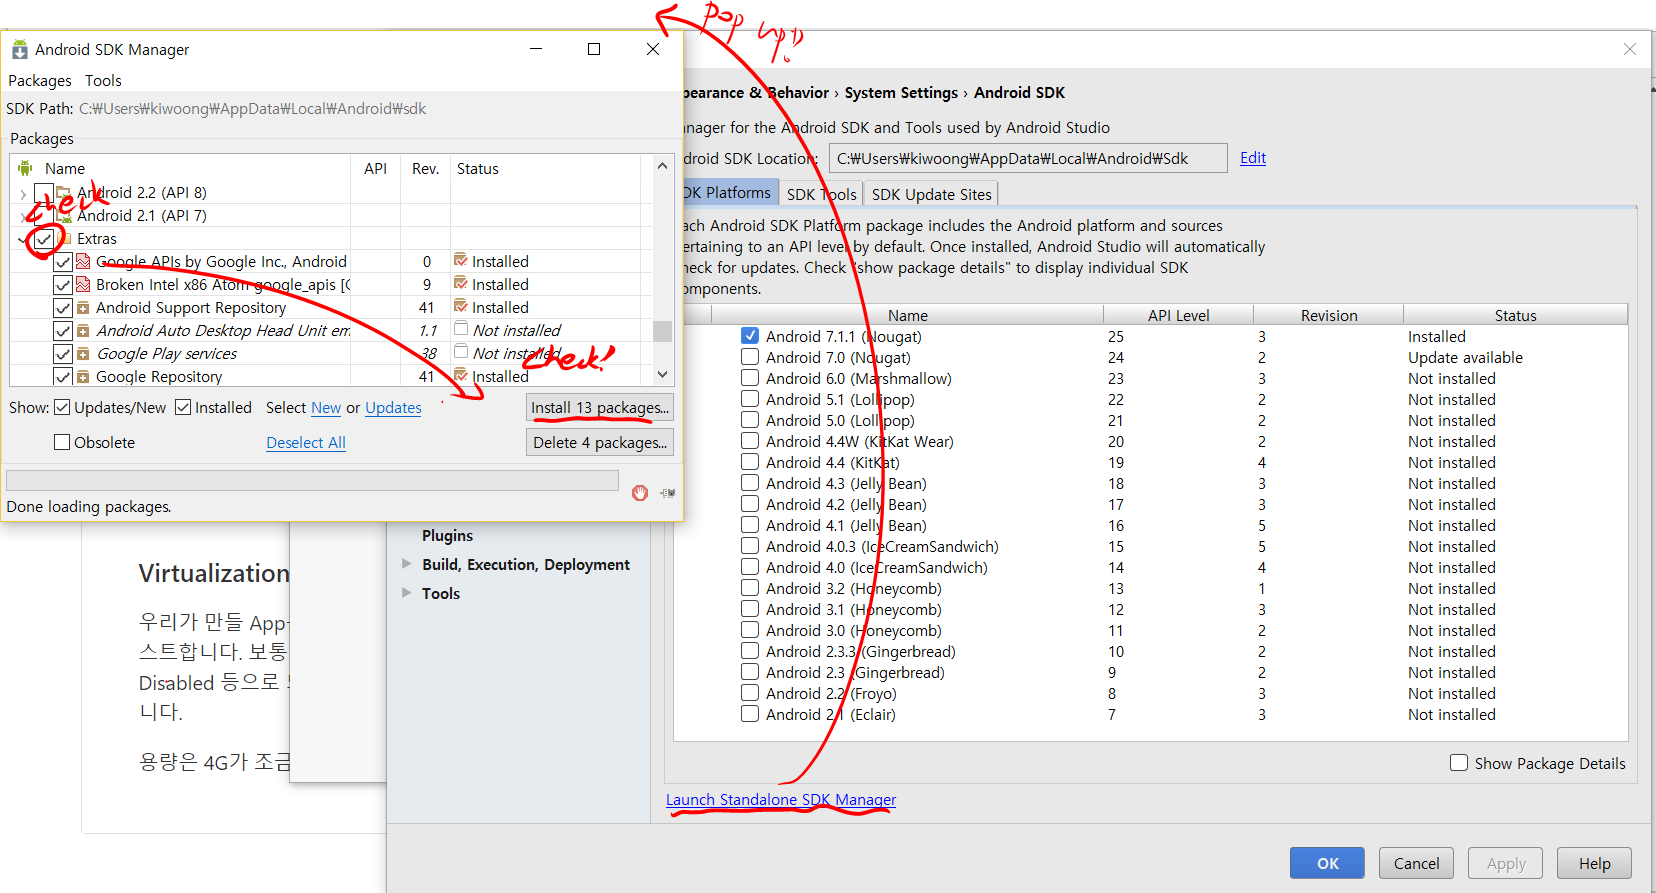 pop up!!
Android SDK Manager
Packages Tools
SDK Path: C:₩Users₩kiwoong₩AppData₩Local₩Android₩sdk
Packages
Name API Rev. Status
Android 2.2 (API 8)
check
Android 2.1 (API 7)
Extras
Google APIs by Google Inc., Android 0 Installed
Broken Intel x86 Atom google_apis [G 9 Installed
Android Support Repository 41 Installed
Android Auto Desktop Head Unit em 1.1 Not installed
Google Play services 38 Not installed
check!
Google Repository 41 Installed
Show: Updates/New Installed Select New or Updates Install 13 packages...
Obsolete Deselect All Delete 4 packages...
Done loading packages.
pearance & Behavior › System Settings › Android SDK
nager for the Android SDK and Tools used by Android Studio
droid SDK Location: C:₩Users₩kiwoong₩AppData₩Local₩Android₩Sdk Edit
DK Platforms SDK Tools SDK Update Sites
ach Android SDK Platform package includes the Android platform and sources
ertaining to an API level by default. Once installed, Android Studio will automatically
heck for updates. Check "show package details" to display individual SDK
omponents.
Name API Level Revision Status
Android 7.1.1 (Nougat) 25 3 Installed
Android 7.0 (Nougat) 24 2 Update available
Android 6.0 (Marshmallow) 23 3 Not installed
Android 5.1 (Lollipop) 22 2 Not installed
Android 5.0 (Lollipop) 21 2 Not installed
Android 4.4W (KitKat Wear) 20 2 Not installed
Android 4.4 (KitKat) 19 4 Not installed
Android 4.3 (Jelly Bean) 18 3 Not installed
Android 4.2 (Jelly Bean) 17 3 Not installed
Android 4.1 (Jelly Bean) 16 5 Not installed
Android 4.0.3 (IceCreamSandwich) 15 5 Not installed
Android 4.0 (IceCreamSandwich) 14 4 Not installed
Android 3.2 (Honeycomb) 13 1 Not installed
Android 3.1 (Honeycomb) 12 3 Not installed
Android 3.0 (Honeycomb) 11 2 Not installed
Android 2.3.3 (Gingerbread) 10 2 Not installed
Android 2.3 (Gingerbread) 9 2 Not installed
Android 2.2 (Froyo) 8 3 Not installed
Android 2.1 (Eclair) 7 3 Not installed
Show Package Details
Launch Standalone SDK Manager
Plugins
Build, Execution, Deployment
Tools
Virtualization
우리가 만들 App
스트합니다. 보통
Disabled 등으로
니다.
용량은 4G가 조금
OK Cancel Apply Help